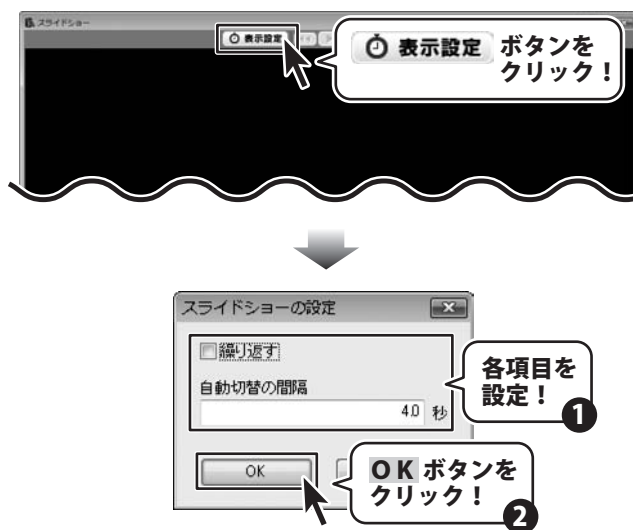 スライドショー
表示設定
表示設定 ボタンを
クリック！
スライドショーの設定
繰り返す
自動切替の間隔
4.0 秒
各項目を
設定！
1
OK
OK ボタンを
クリック！
2